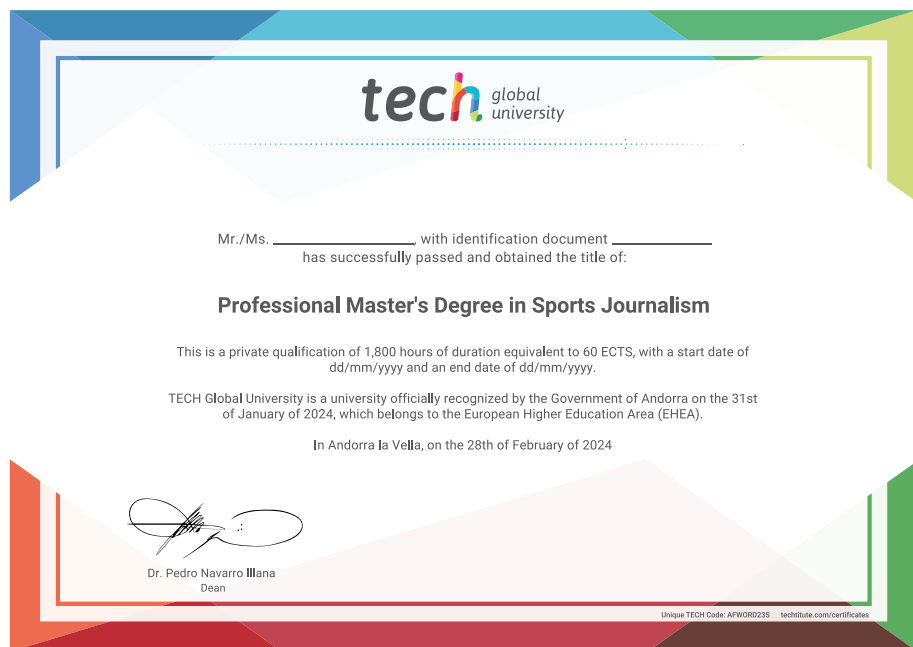 tech global
university
Mr./Ms. ________________, with identification document ____________
has successfully passed and obtained the title of:
Professional Master's Degree in Sports Journalism
This is a private qualification of 1,800 hours of duration equivalent to 60 ECTS, with a start date of
dd/mm/yyyy and an end date of dd/mm/yyyy.
TECH Global University is a university officially recognized by the Government of Andorra on the 31st
of January of 2024, which belongs to the European Higher Education Area (EHEA).
In Andorra la Vella, on the 28th of February of 2024
Dr. Pedro Navarro Illana
Dean
Unique TECH Code: AFWORD23S techtitute.com/certificates